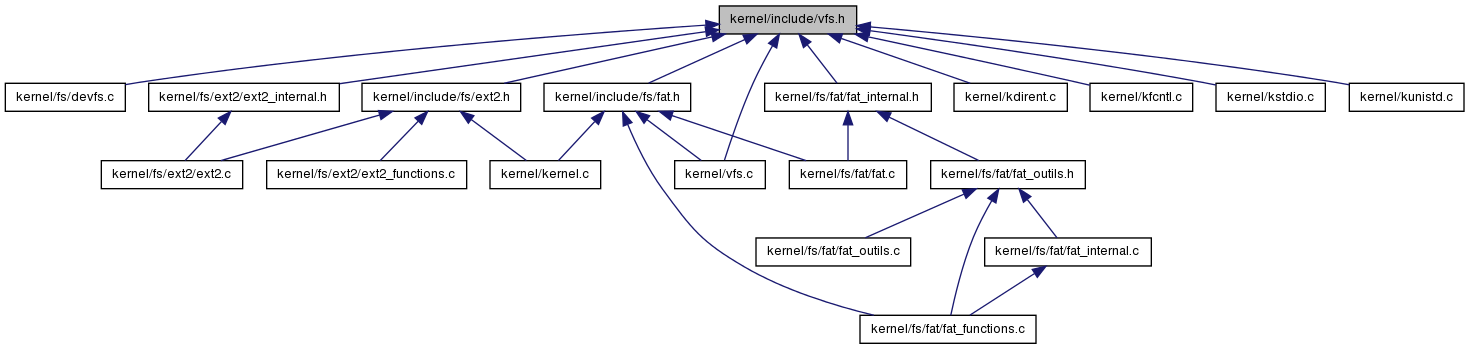 kernel/include/vfs.h
kernel/fs/devfs.c
kernel/fs/ext2/ext2_internal.h
kernel/include/fs/ext2.h
kernel/include/fs/fat.h
kernel/fs/fat/fat_internal.h
kernel/kdirent.c
kernel/kfcntl.c
kernel/kstdio.c
kernel/kunistd.c
kernel/fs/ext2/ext2.c
kernel/fs/ext2/ext2_functions.c
kernel/kernel.c
kernel/vfs.c
kernel/fs/fat/fat.c
kernel/fs/fat/fat_outils.h
kernel/fs/fat/fat_outils.c
kernel/fs/fat/fat_internal.c
kernel/fs/fat/fat_functions.c